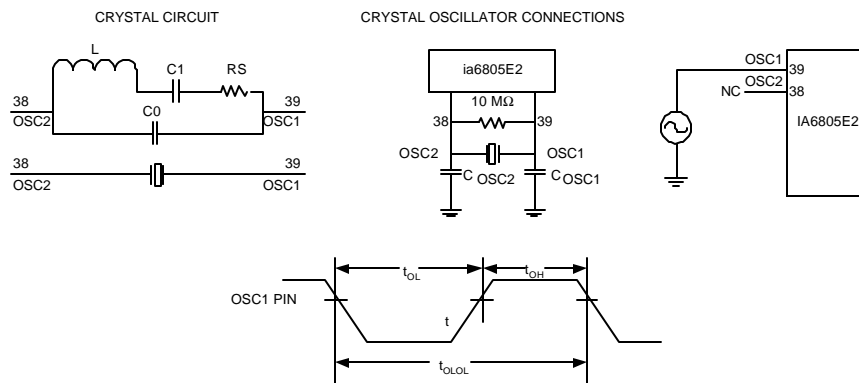 CRYSTAL CIRCUIT
L
C1
RS
38
39
OSC2
C0
OSC1
38
39
OSC2
OSC1
CRYSTAL OSCILLATOR CONNECTIONS
ia6805E2
10 MΩ
38
39
OSC2
OSC1
C OSC2
C OSC1
OSC1
39
OSC2
NC
38
IA6805E2
tOL
tOH
OSC1 PIN
t
tOLOL